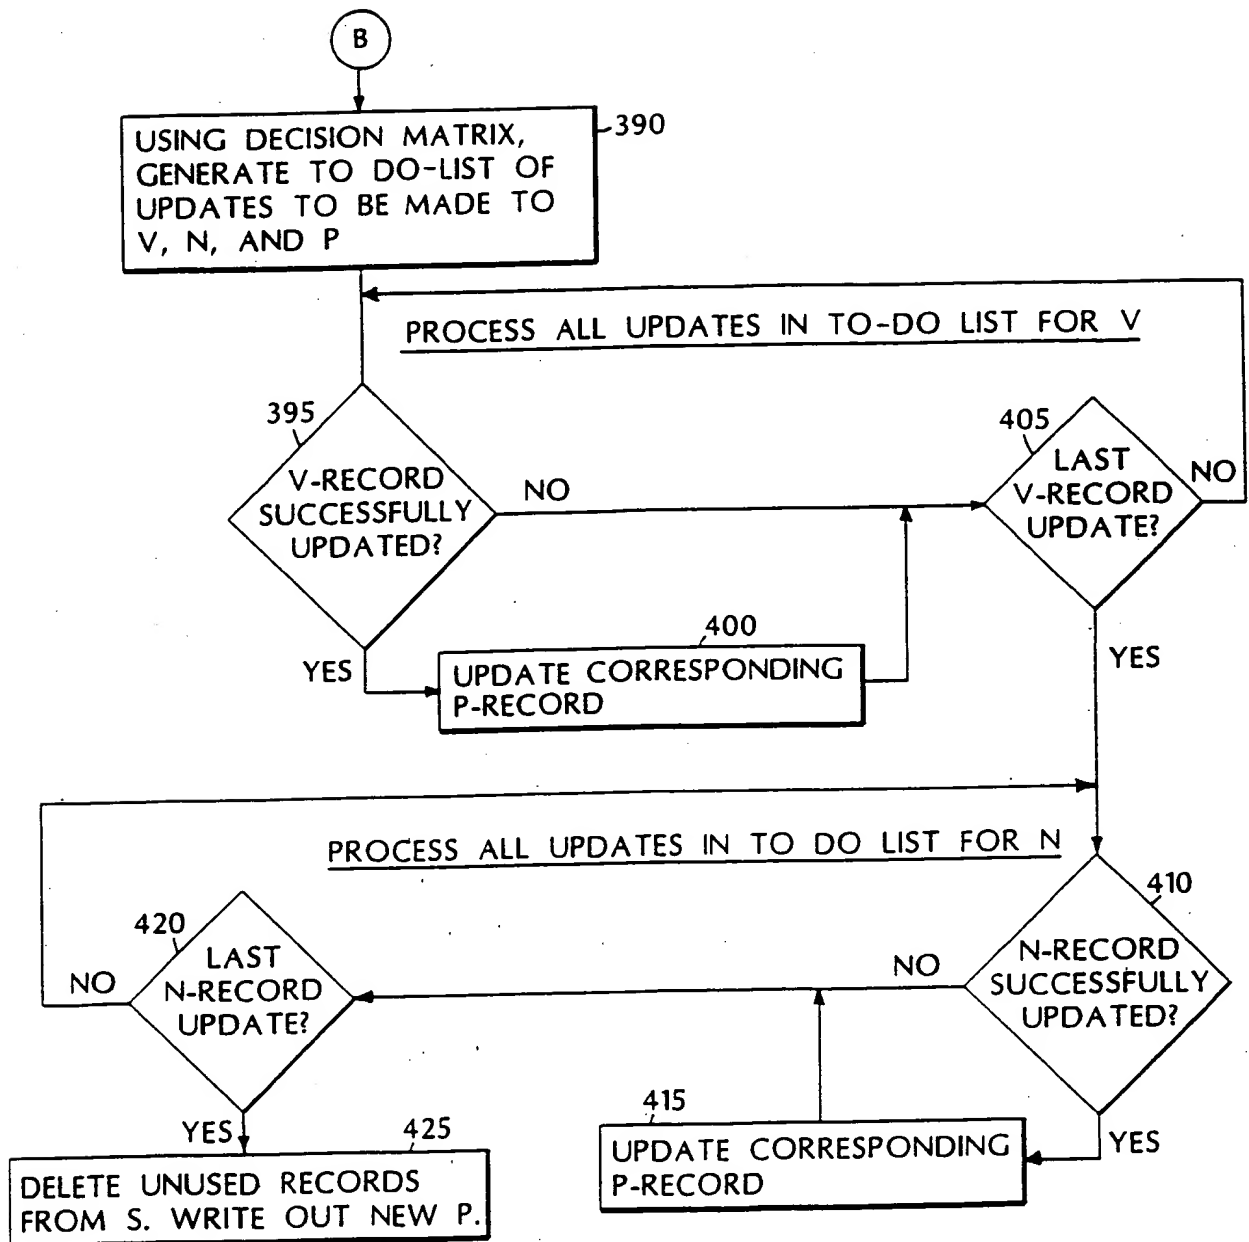 B
USING DECISION MATRIX,
GENERATE TO DO-LIST OF
UPDATES TO BE MADE TO
V, N, AND P
390
PROCESS ALL UPDATES IN TO-DO LIST FOR V
395
V-RECORD
SUCCESSFULLY
UPDATED?
NO
YES
400
UPDATE CORRESPONDING
P-RECORD
405
LAST
V-RECORD
UPDATE?
NO
YES
PROCESS ALL UPDATES IN TO DO LIST FOR N
410
N-RECORD
SUCCESSFULLY
UPDATED?
NO
YES
415
UPDATE CORRESPONDING
P-RECORD
420
LAST
N-RECORD
UPDATE?
NO
YES
425
DELETE UNUSED RECORDS
FROM S. WRITE OUT NEW P.